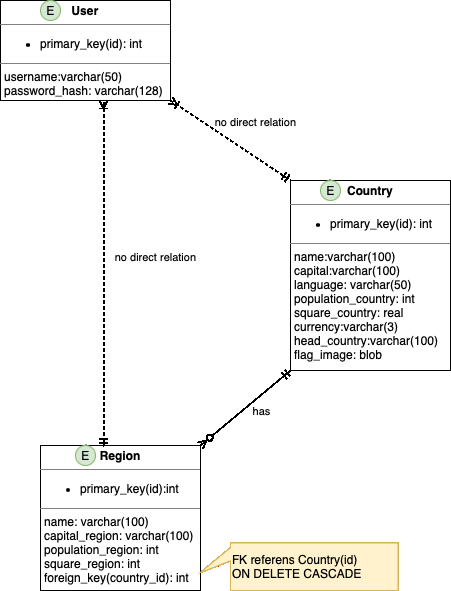 E User
• primary_key(id): int
username:varchar(50)
password_hash: varchar(128)
no direct relation
E Country
• primary_key(id): int
no direct relation
name:varchar(100)
capital:varchar(100)
language: varchar(50)
population_country: int
square_country: real
currency:varchar(3)
head_country:varchar(100)
flag_image: blob
has
E Region
• primary_key(id):int
name: varchar(100)
capital_region: varchar(100)
population_region: int
square_region: int
foreign_key(country_id): int
FK referens Country(id)
ON DELETE CASCADE